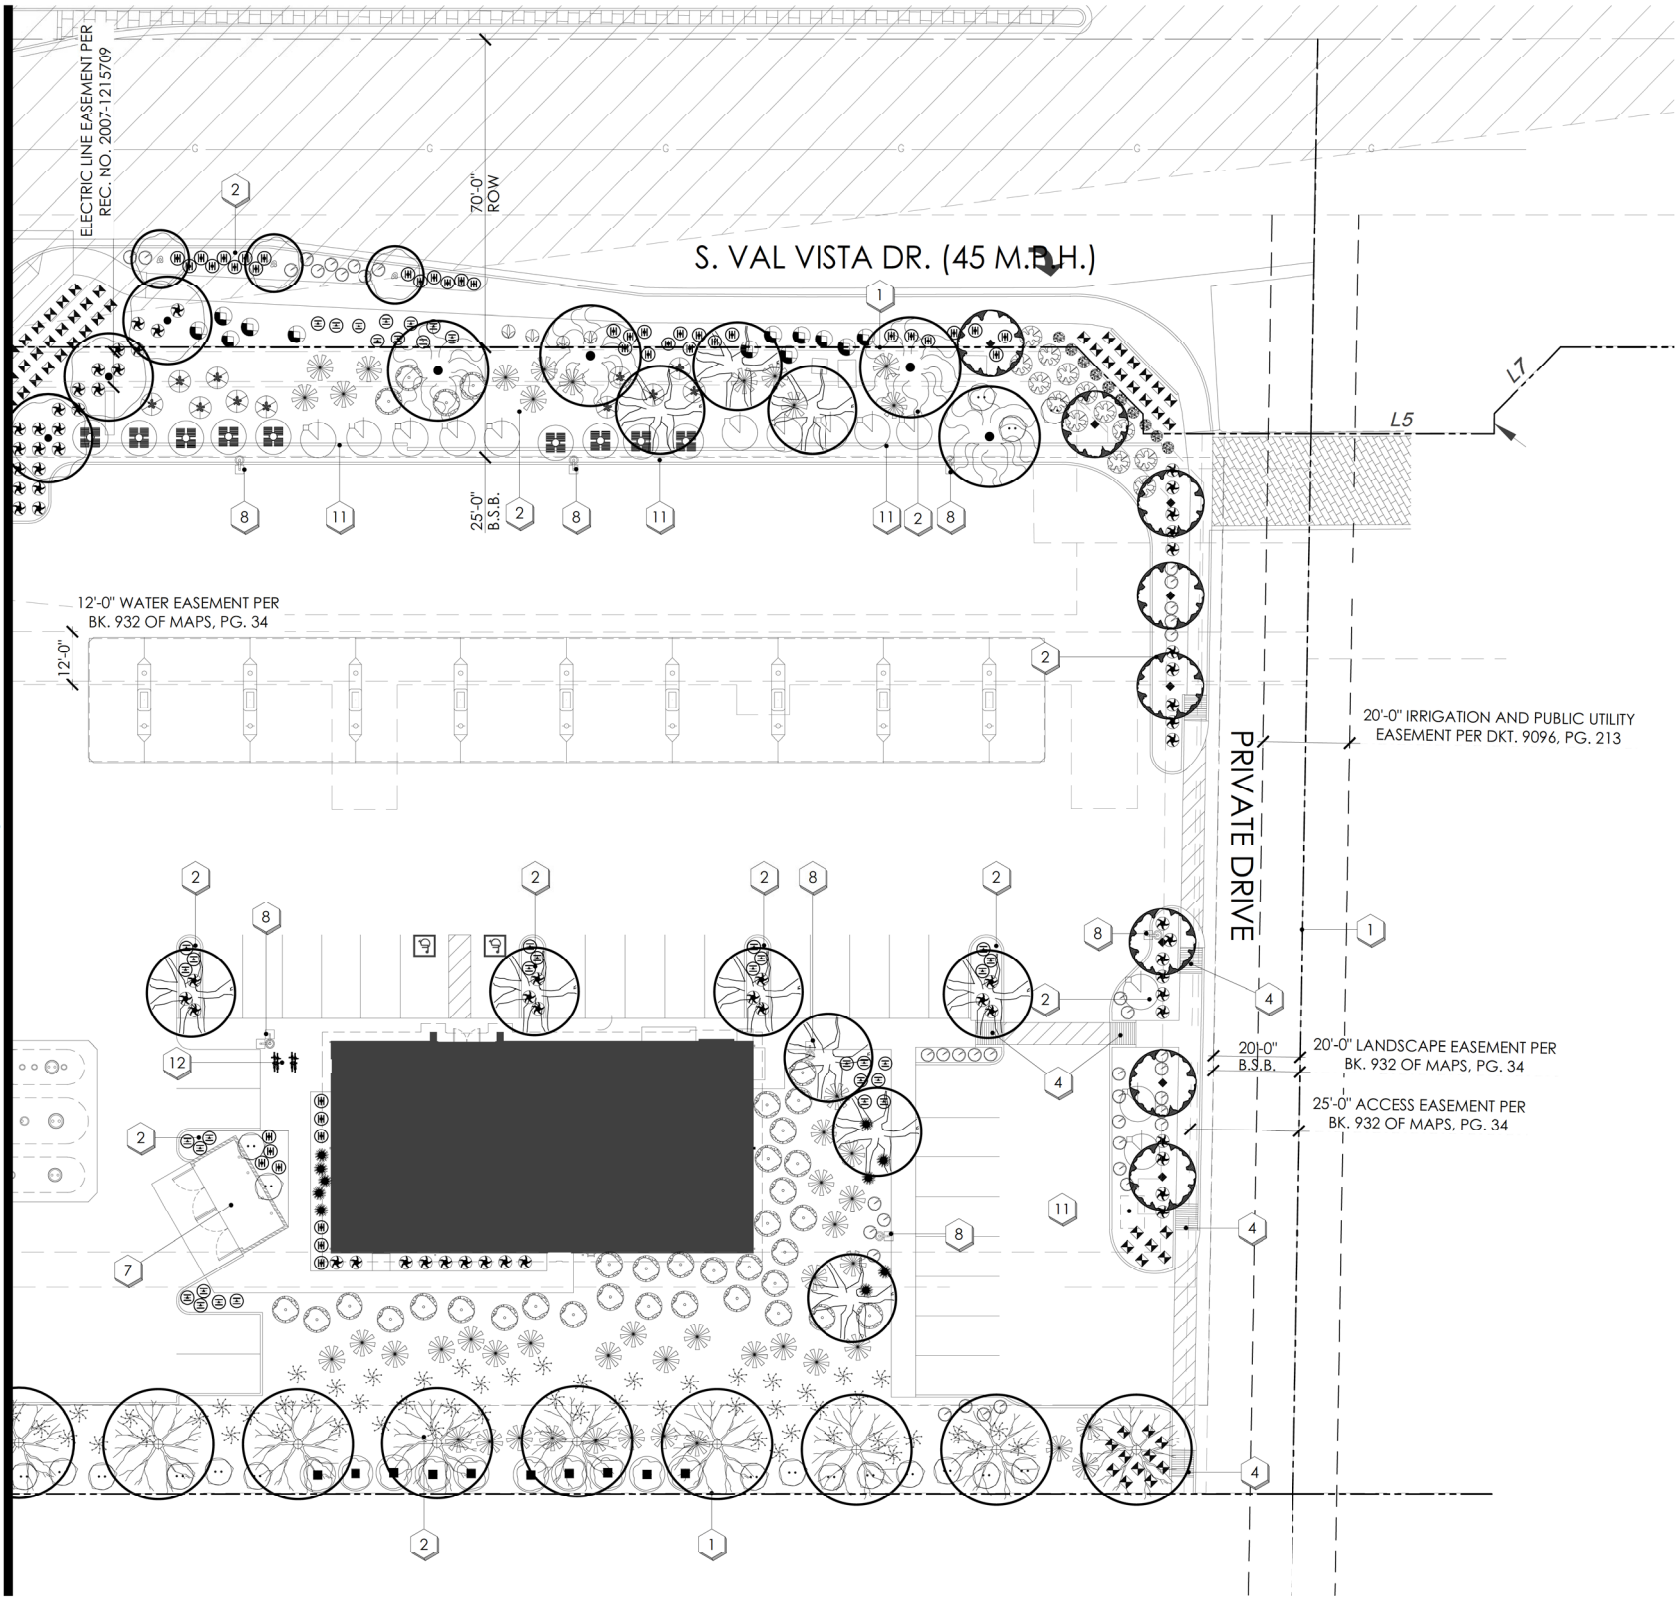 ELECTRIC LINE EASEMENT PER
REC. NO. 2007-1215709
G
G
G
G
G
G
70'-0"
ROW
2
S. VAL VISTA DR. (45 M.P.H.)
1
L7
L5
8
11
25'-0"
B.S.B.
2
8
11
11
2
8
12'-0" WATER EASEMENT PER
BK. 932 OF MAPS, PG. 34
12'-0"
2
20'-0" IRRIGATION AND PUBLIC UTILITY
EASEMENT PER DKT. 9096, PG. 213
PRIVATE DRIVE
2
2
2
8
2
8
8
1
2
4
12
4
20'-0"
B.S.B.
20'-0" LANDSCAPE EASEMENT PER
BK. 932 OF MAPS, PG. 34
25'-0" ACCESS EASEMENT PER
BK. 932 OF MAPS, PG. 34
2
11
8
4
7
4
2
1